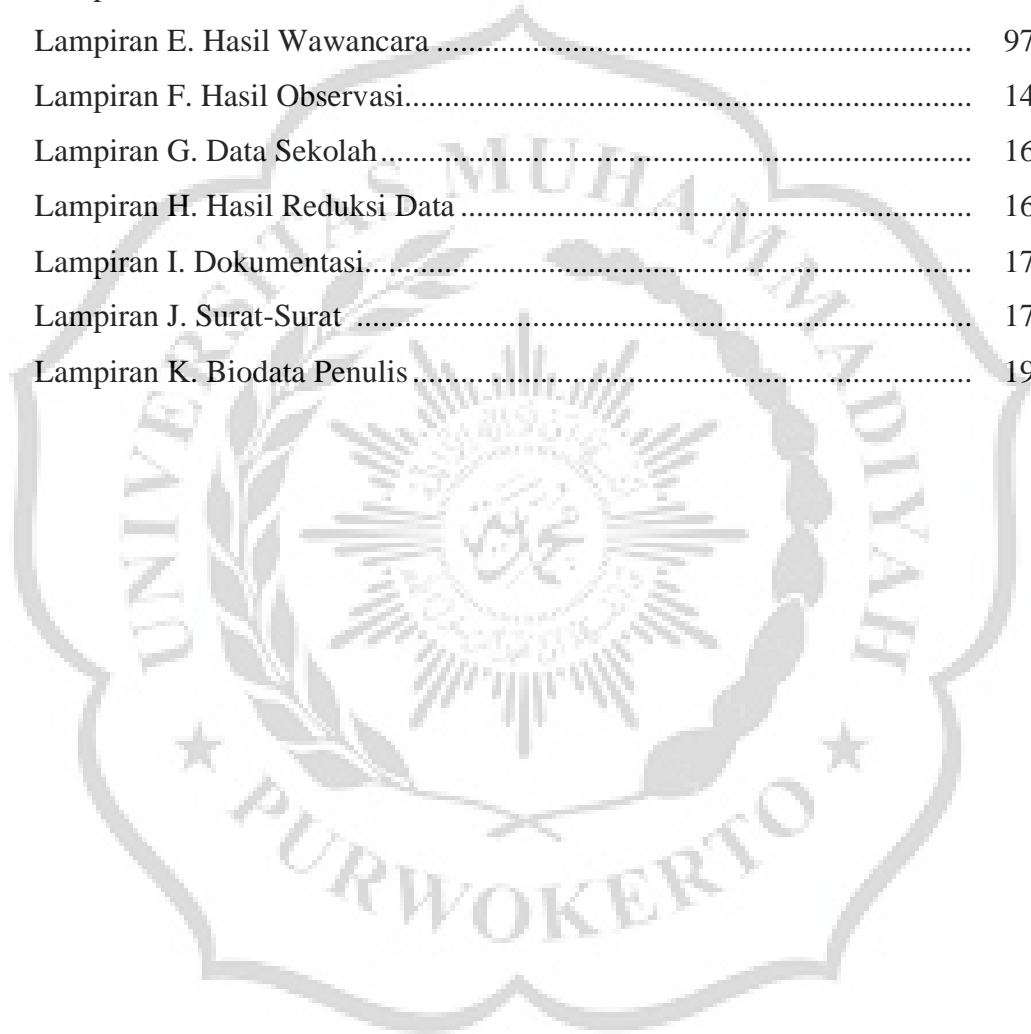 Lampiran E. Hasil Wawancara ........................................................................ 97
Lampiran F. Hasil Observasi........................................................................ 14
Lampiran G. Data Sekolah........................................................................ 16
Lampiran H. Hasil Reduksi Data ........................................................................ 16
Lampiran I. Dokumentasi........................................................................ 17
Lampiran J. Surat-Surat ........................................................................ 17
Lampiran K. Biodata Penulis........................................................................ 19
UNIVERSITAS MUHAMMADIYAH
PURWOKERTO